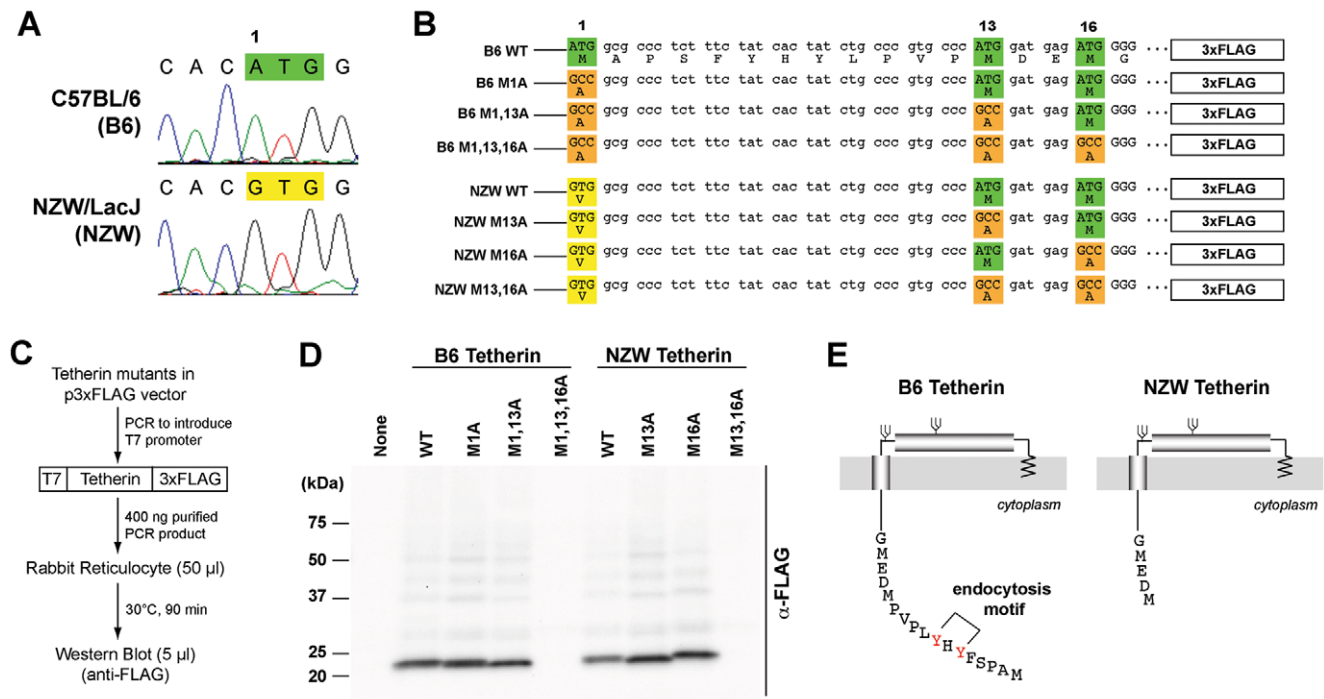 A
1
C A C A T G G
C57BL/6
(B6)
C A C G T G G
NZW/LacJ
(NZW)
B
1 13 16
B6 WT ATG gcg ccc tct ttc tat cac tat ctg ccc gtg ccc ATG gat gag ATG GGG ··· 3xFLAG
M A P S F Y H Y L P V P M D E M G
B6 M1A GCC gcg ccc tct ttc tat cac tat ctg ccc gtg ccc ATG gat gag ATG GGG ··· 3xFLAG
A M M
B6 M1,13A GCC gcg ccc tct ttc tat cac tat ctg ccc gtg ccc GCC gat gag ATG GGG ··· 3xFLAG
A A M
B6 M1,13,16A GCC gcg ccc tct ttc tat cac tat ctg ccc gtg ccc GCC gat gag GCC GGG ··· 3xFLAG
A A A
NZW WT GTG gcg ccc tct ttc tat cac tat ctg ccc gtg ccc ATG gat gag ATG GGG ··· 3xFLAG
V M M
NZW M13A GTG gcg ccc tct ttc tat cac tat ctg ccc gtg ccc GCC gat gag ATG GGG ··· 3xFLAG
V A M
NZW M16A GTG gcg ccc tct ttc tat cac tat ctg ccc gtg ccc ATG gat gag GCC GGG ··· 3xFLAG
V M A
NZW M13,16A GTG gcg ccc tct ttc tat cac tat ctg ccc gtg ccc GCC gat gag GCC GGG ··· 3xFLAG
V A A
C
Tetherin mutants in
p3xFLAG vector
PCR to introduce
T7 promoter
T7 Tetherin 3xFLAG
400 ng purified
PCR product
Rabbit Reticulocyte (50 µl)
30°C, 90 min
Western Blot (5 µl)
(anti-FLAG)
D
B6 Tetherin NZW Tetherin
None WT M1A M1,13A M1,13,16A WT M13A M16A M13,16A
(kDa)
75
50
37
25
20
α-FLAG
E
B6 Tetherin
cytoplasm
GMEDMPVPLYHYFSPAM
endocytosis
motif
NZW Tetherin
cytoplasm
GMEDM